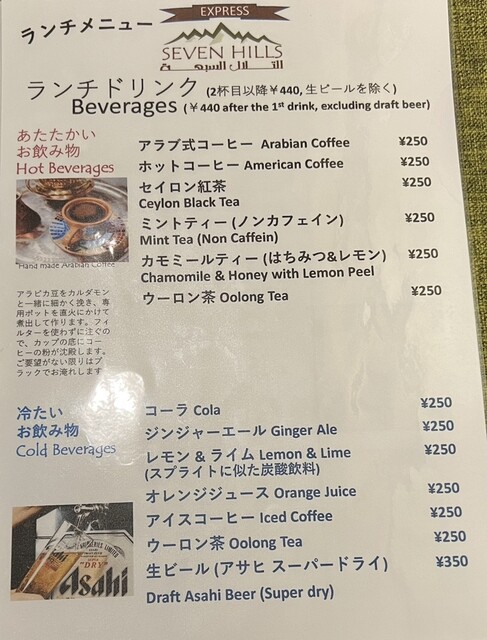 ランチメニュー
EXPRESS
SEVEN HILLS
التلال السبعة
ランチドリンク (2杯目以降¥440, 生ビールを除く)
Beverages (￥440 after the 1st drink, excluding draft beer)
あたたかい
お飲み物
Hot Beverages
アラブ式コーヒー Arabian Coffee ¥250
ホットコーヒー American Coffee ¥250
セイロン紅茶 ¥250
Ceylon Black Tea
ミントティー (ノンカフェイン) ¥250
Mint Tea (Non Caffein)
カモミールティー (はちみつ&レモン) ¥250
Chamomile & Honey with Lemon Peel
ウーロン茶 Oolong Tea ¥250
Hand made Arabian Coffee
アラビカ豆をカルダモン
と一緒に細かく挽き、専
用ポットを直火にかけて
煮出して作ります。フィ
ルターを使わずに注ぐの
で、カップの底にコー
ヒーの粉が沈殿します。
ご要望がない限りはブ
ラックでお淹れします
冷たい
お飲み物
Cold Beverages
コーラ Cola ¥250
ジンジャーエール Ginger Ale ¥250
レモン & ライム Lemon & Lime ¥250
(スプライトに似た炭酸飲料)
オレンジジュース Orange Juice ¥250
アイスコーヒー Iced Coffee ¥250
ウーロン茶 Oolong Tea ¥250
生ビール (アサヒ スーパードライ) ¥350
Draft Asahi Beer (Super dry)
DRY
Asahi